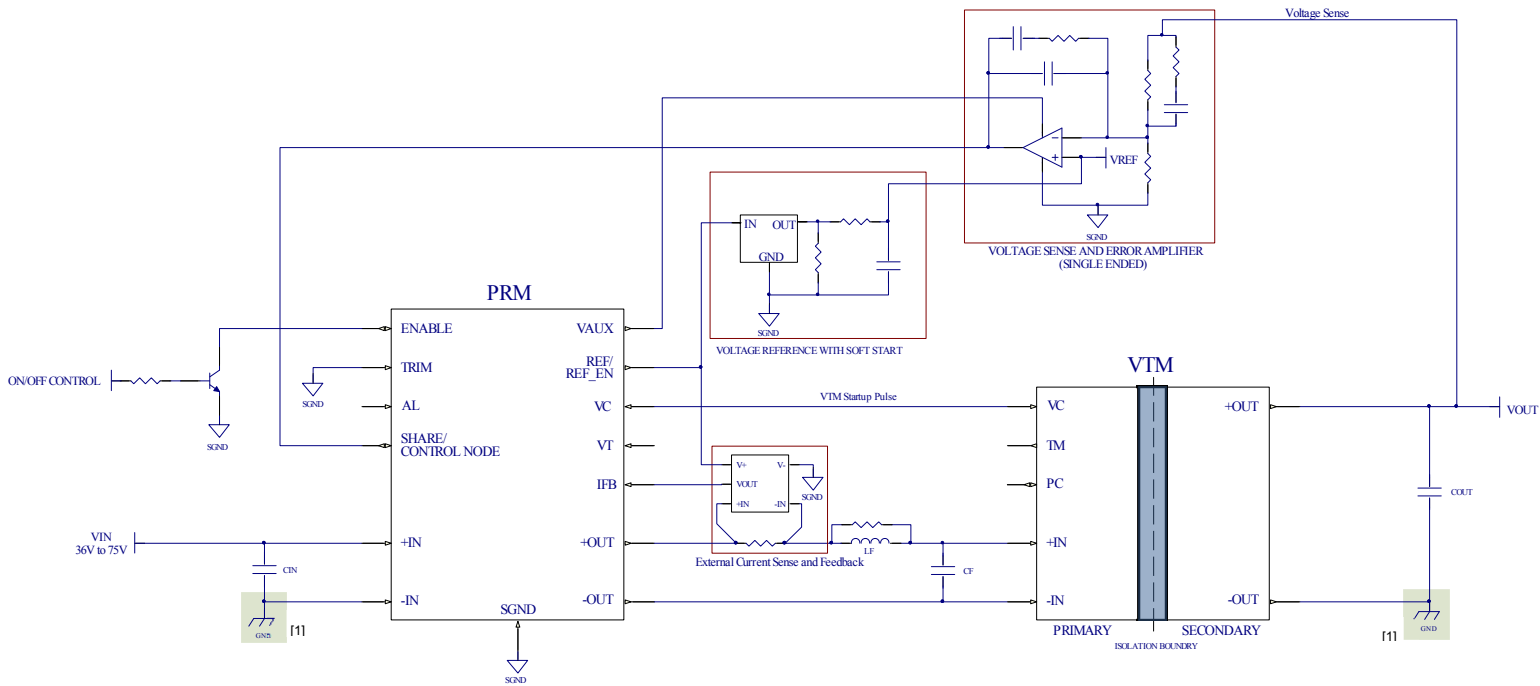 Voltage Sense
−
+
VREF
SGND
VOLTAGE SENSE AND ERROR AMPLIFIER
(SINGLE ENDED)
IN
OUT
GND
SGND
VOLTAGE REFERENCE WITH SOFT START
PRM
ENABLE
TRIM
AL
SHARE/
CONTROL NODE
+IN
-IN
VAUX
REF/
REF_EN
VC
VT
IFB
+OUT
-OUT
SGND
SGND
ON/OFF CONTROL
SGND
SGND
VIN
36V to 75V
CIN
GND
[1]
VTM Startup Pulse
V+
V-
VOUT
+IN
-IN
SGND
External Current Sense and Feedback
LF
CF
VTM
VC
TM
PC
+IN
-IN
+OUT
-OUT
PRIMARY
SECONDARY
ISOLATION BOUNDRY
VOUT
COUT
GND
[1]